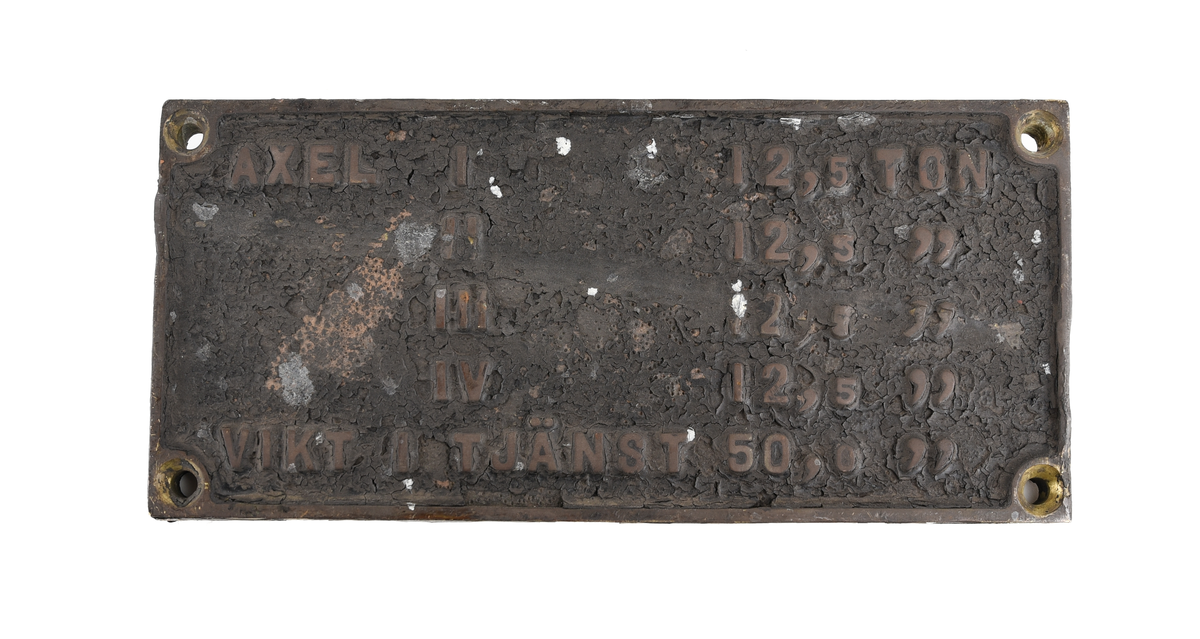 AXEL I 12,5 TON
II 12,5 ”
III 12,5 ”
IV 12,5 ”
VIKT I TJÄNST 50,0 ”